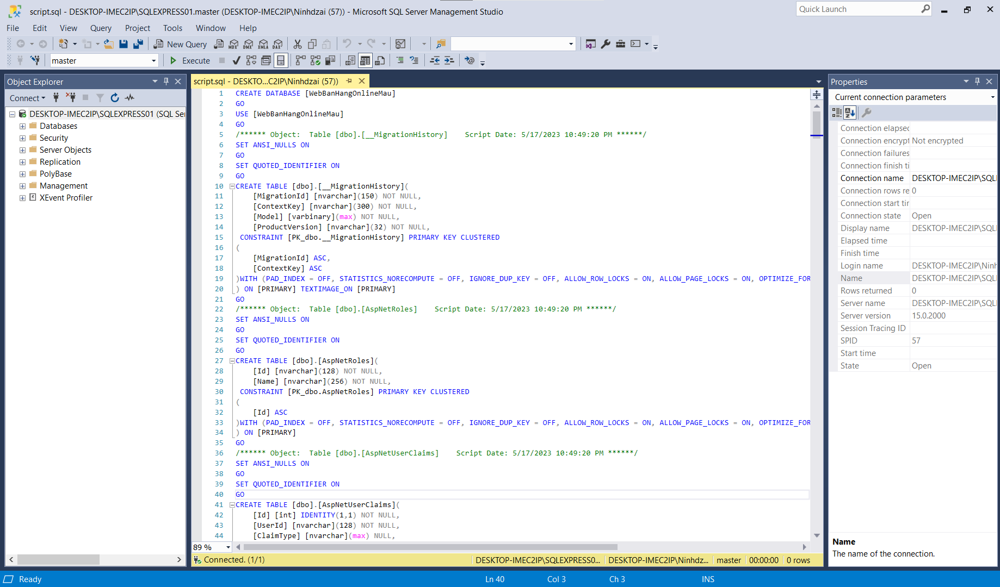 script.sql - DESKTOP-IMEC2IP\SQLEXPRESS01.master (DESKTOP-IMEC2IP\Ninhdzai (57)) - Microsoft SQL Server Management Studio
Quick Launch
File Edit View Query Project Tools Window Help
New Query MDX DMX XMLA DAX
master Execute
Object Explorer
Connect
DESKTOP-IMEC2IP\SQLEXPRESS01 (SQL Se
Databases
Security
Server Objects
Replication
PolyBase
Management
XEvent Profiler
script.sql - DESKTO...C2IP\Ninhdzai (57))
1 CREATE DATABASE [WebBanHangOnlineMau]
2 GO
3 USE [WebBanHangOnlineMau]
4 GO
5 /****** Object:  Table [dbo].[__MigrationHistory]    Script Date: 5/17/2023 10:49:20 PM ******/
6 SET ANSI_NULLS ON
7 GO
8 SET QUOTED_IDENTIFIER ON
9 GO
10 CREATE TABLE [dbo].[__MigrationHistory](
11 [MigrationId] [nvarchar](150) NOT NULL,
12 [ContextKey] [nvarchar](300) NOT NULL,
13 [Model] [varbinary](max) NOT NULL,
14 [ProductVersion] [nvarchar](32) NOT NULL,
15 CONSTRAINT [PK_dbo.__MigrationHistory] PRIMARY KEY CLUSTERED
16 (
17 [MigrationId] ASC,
18 [ContextKey] ASC
19 )WITH (PAD_INDEX = OFF, STATISTICS_NORECOMPUTE = OFF, IGNORE_DUP_KEY = OFF, ALLOW_ROW_LOCKS = ON, ALLOW_PAGE_LOCKS = ON, OPTIMIZE_FOR
20 ) ON [PRIMARY] TEXTIMAGE_ON [PRIMARY]
21 GO
22 /****** Object:  Table [dbo].[AspNetRoles]    Script Date: 5/17/2023 10:49:20 PM ******/
23 SET ANSI_NULLS ON
24 GO
25 SET QUOTED_IDENTIFIER ON
26 GO
27 CREATE TABLE [dbo].[AspNetRoles](
28 [Id] [nvarchar](128) NOT NULL,
29 [Name] [nvarchar](256) NOT NULL,
30 CONSTRAINT [PK_dbo.AspNetRoles] PRIMARY KEY CLUSTERED
31 (
32 [Id] ASC
33 )WITH (PAD_INDEX = OFF, STATISTICS_NORECOMPUTE = OFF, IGNORE_DUP_KEY = OFF, ALLOW_ROW_LOCKS = ON, ALLOW_PAGE_LOCKS = ON, OPTIMIZE_FOR
34 ) ON [PRIMARY]
35 GO
36 /****** Object:  Table [dbo].[AspNetUserClaims]    Script Date: 5/17/2023 10:49:20 PM ******/
37 SET ANSI_NULLS ON
38 GO
39 SET QUOTED_IDENTIFIER ON
40 GO
41 CREATE TABLE [dbo].[AspNetUserClaims](
42 [Id] [int] IDENTITY(1,1) NOT NULL,
43 [UserId] [nvarchar](128) NOT NULL,
44 [ClaimType] [nvarchar](max) NULL,
89 %
Connected. (1/1) DESKTOP-IMEC2IP\SQLEXPRESS0... DESKTOP-IMEC2IP\Ninhdz... master 00:00:00 0 rows
Properties
Current connection parameters
Connection elapsed
Connection encrypt Not encrypted
Connection failures
Connection finish ti
Connection name DESKTOP-IMEC2IP\SQLI
Connection rows re 0
Connection start tir
Connection state Open
Display name DESKTOP-IMEC2IP\SQLI
Elapsed time
Finish time
Login name DESKTOP-IMEC2IP\Ninh
Name DESKTOP-IMEC2IP\SQLI
Rows returned 0
Server name DESKTOP-IMEC2IP\SQLI
Server version 15.0.2000
Session Tracing ID
SPID 57
Start time
State Open
Name
The name of the connection.
Ready Ln 40 Col 3 Ch 3 INS